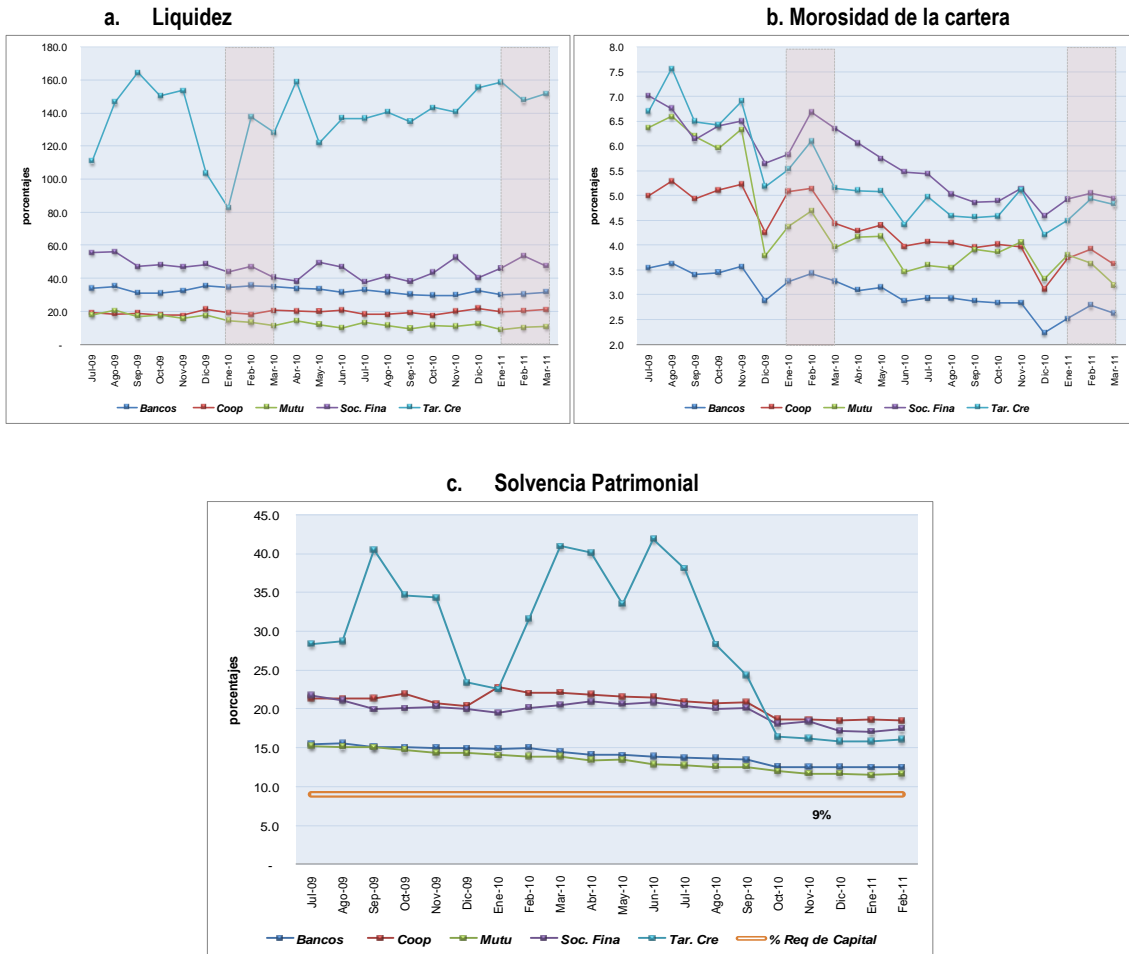 a. Liquidez
180.0
160.0
140.0
120.0
100.0
80.0
60.0
40.0
20.0
-
porcentajes
Jul-09 Ago-09 Sep-09 Oct-09 Nov-09 Dic-09 Ene-10 Feb-10 Mar-10 Abr-10 May-10 Jun-10 Jul-10 Ago-10 Sep-10 Oct-10 Nov-10 Dic-10 Ene-11 Feb-11 Mar-11
Bancos Coop Mutu Soc. Fina Tar. Cre
b. Morosidad de la cartera
8.0
7.5
7.0
6.5
6.0
5.5
5.0
4.5
4.0
3.5
3.0
2.5
2.0
porcentajes
Jul-09 Ago-09 Sep-09 Oct-09 Nov-09 Dic-09 Ene-10 Feb-10 Mar-10 Abr-10 May-10 Jun-10 Jul-10 Ago-10 Sep-10 Oct-10 Nov-10 Dic-10 Ene-11 Feb-11 Mar-11
Bancos Coop Mutu Soc. Fina Tar. Cre
c. Solvencia Patrimonial
45.0
40.0
35.0
30.0
25.0
20.0
15.0
10.0
5.0
-
porcentajes
9%
Jul-09 Ago-09 Sep-09 Oct-09 Nov-09 Dic-09 Ene-10 Feb-10 Mar-10 Abr-10 May-10 Jun-10 Jul-10 Ago-10 Sep-10 Oct-10 Nov-10 Dic-10 Ene-11 Feb-11
Bancos Coop Mutu Soc. Fina Tar. Cre % Req de Capital